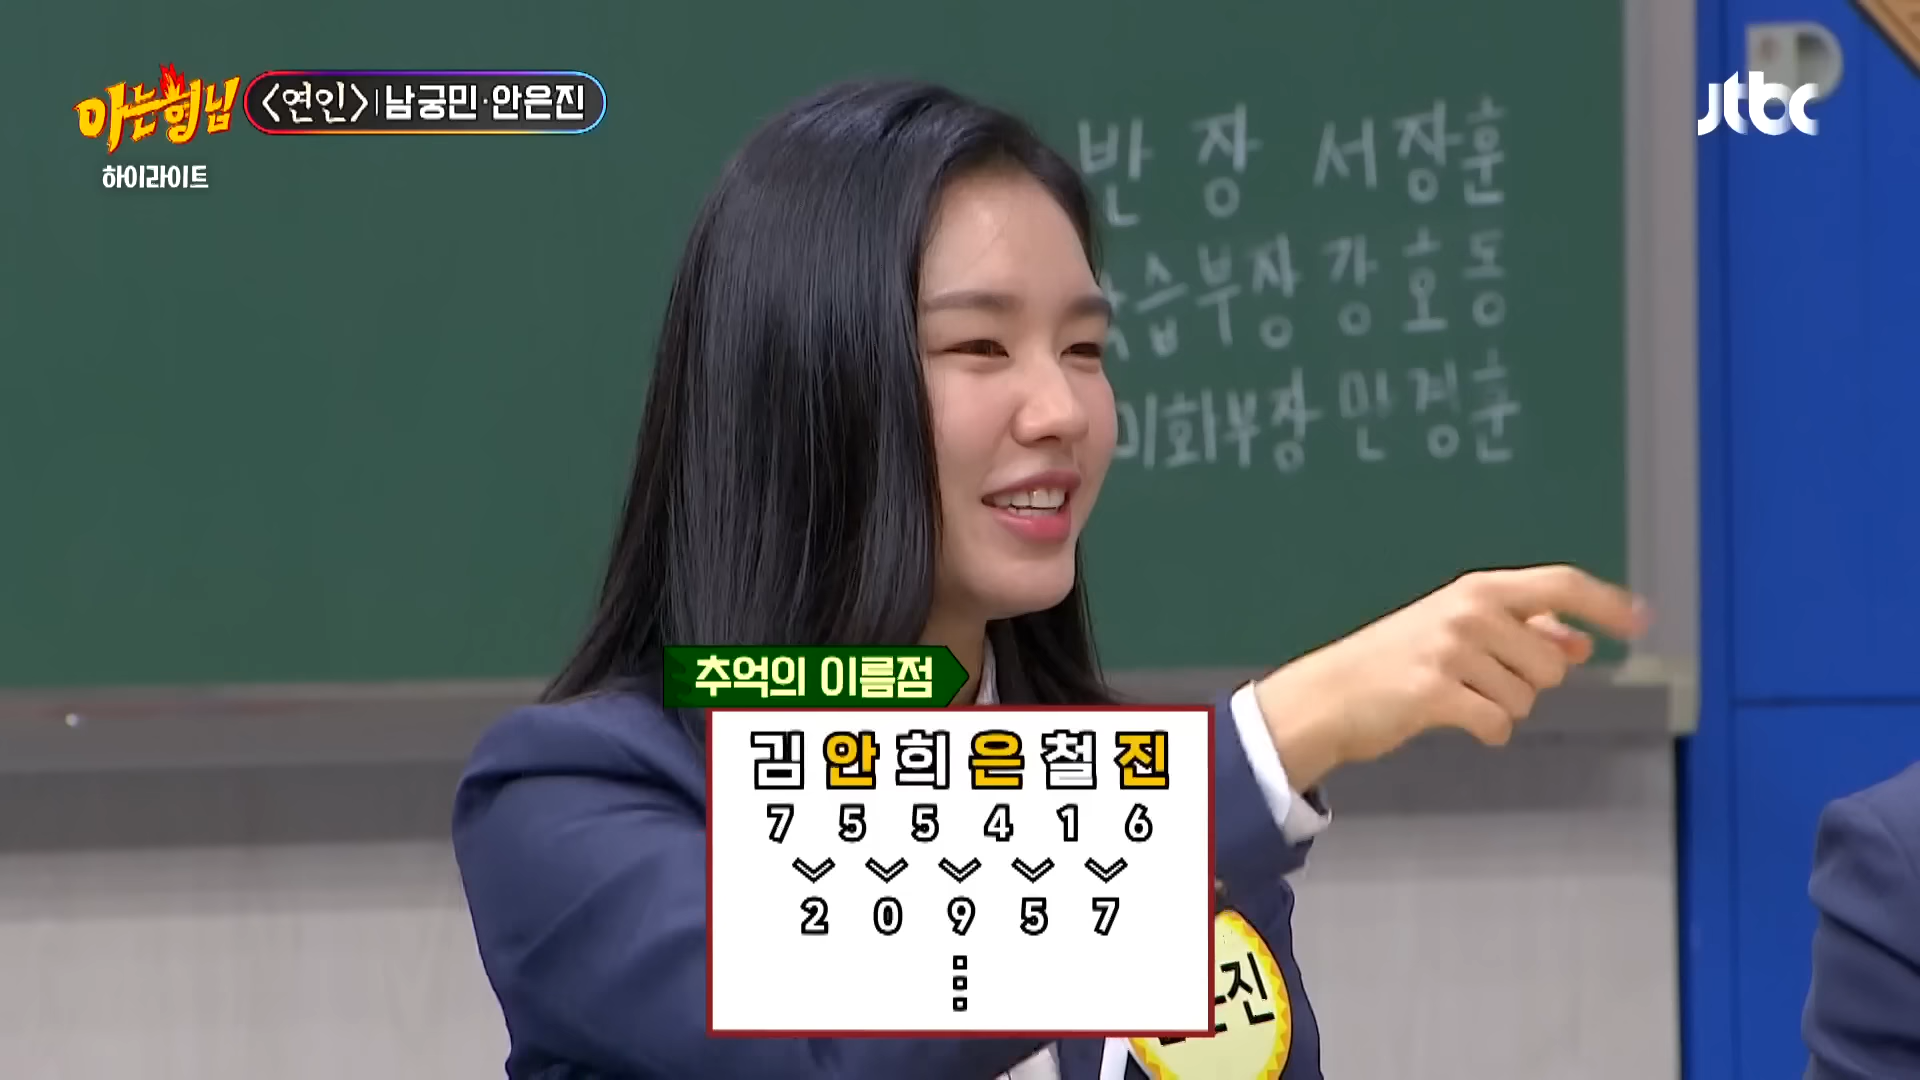 아는형님
<연인> | 남궁민·안은진
하이라이트
jtbc
반장 서장훈
습부장 강호동
미화부장 민경훈
추억의 이름점
김안희은철진
7 5 5 4 1 6
2 0 9 5 7
진